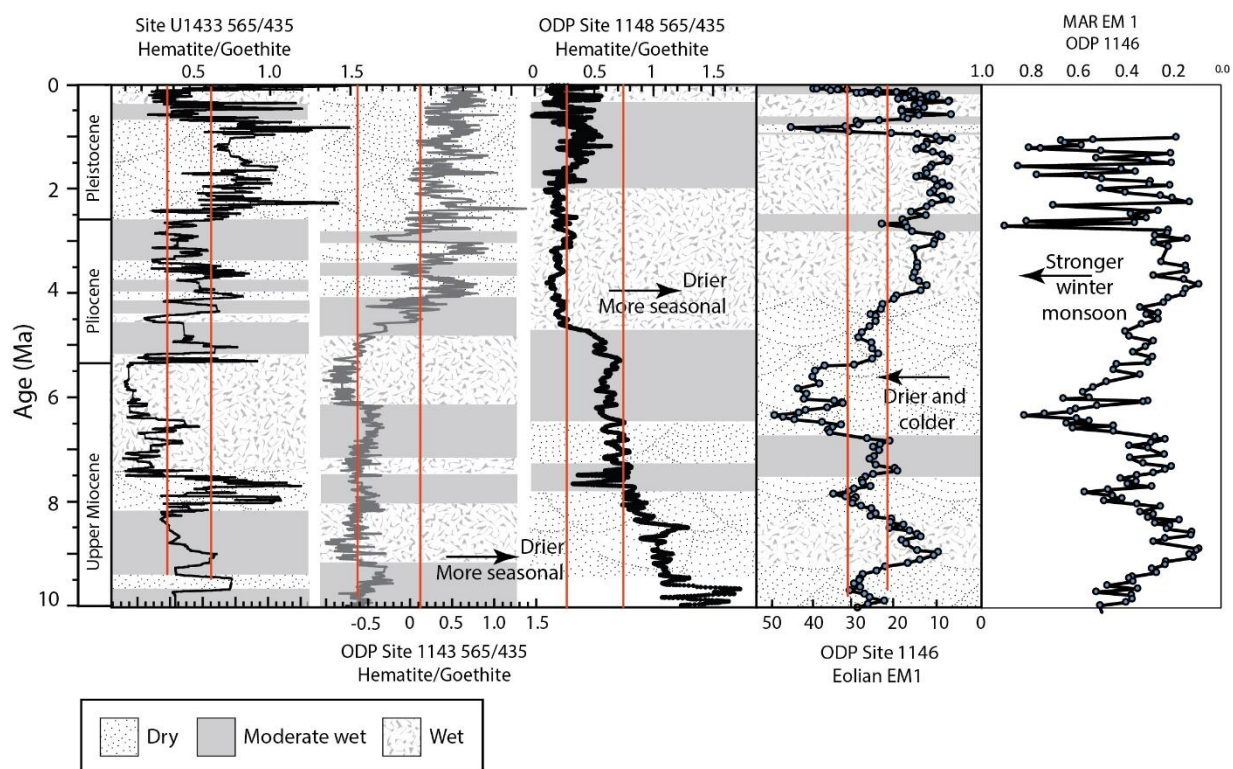 Site U1433 565/435
Hematite/Goethite
0.5 1.0
1.5
ODP Site 1148 565/435
Hematite/Goethite
0 0.5 1.0 1.5
1.0
MAR EM 1
ODP 1146
0.8 0.6 0.4 0.2 0.0
Age (Ma)
0
2
4
6
8
10
Pleistocene
Pliocene
Upper Miocene
Drier
More seasonal
Drier
More seasonal
Drier and
colder
Stronger
winter
monsoon
-0.5 0 0.5 1.0 1.5
ODP Site 1143 565/435
Hematite/Goethite
50 40 30 20 10 0
ODP Site 1146
Eolian EM1
Dry
Moderate wet
Wet